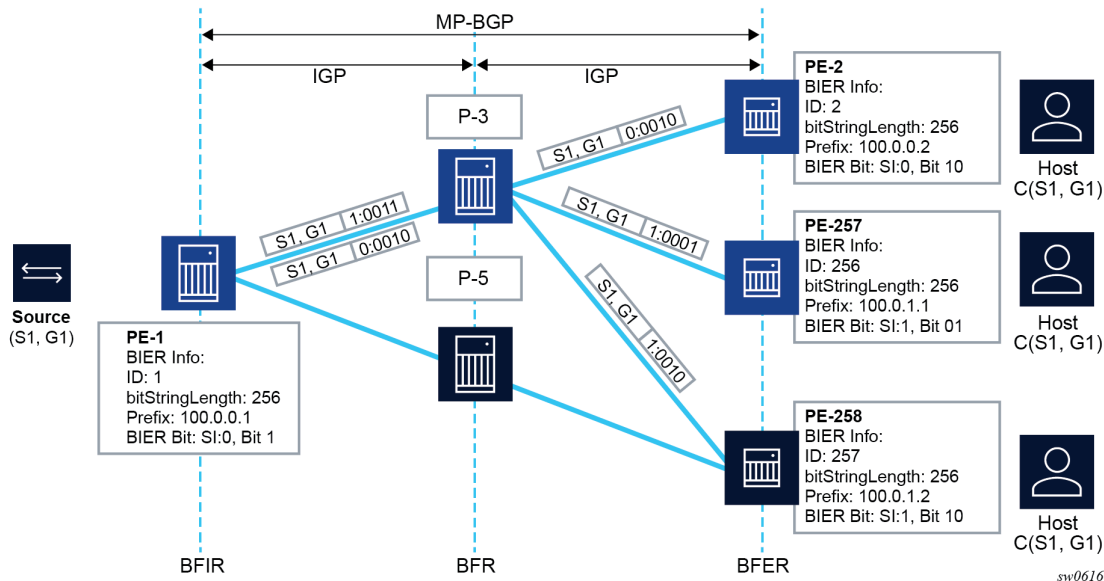 MP-BGP
IGP
IGP
P-3
S1, G1 1:0011
S1, G1 0:0010
P-5
S1, G1 0:0010
S1, G1 1:0001
S1, G1 1:0010
Source
(S1, G1)
PE-1
BIER Info:
ID: 1
bitStringLength: 256
Prefix: 100.0.0.1
BIER Bit: SI:0, Bit 1
PE-2
BIER Info:
ID: 2
bitStringLength: 256
Prefix: 100.0.0.2
BIER Bit: SI:0, Bit 10
Host
C(S1, G1)
PE-257
BIER Info:
ID: 256
bitStringLength: 256
Prefix: 100.0.1.1
BIER Bit: SI:1, Bit 01
Host
C(S1, G1)
PE-258
BIER Info:
ID: 257
bitStringLength: 256
Prefix: 100.0.1.2
BIER Bit: SI:1, Bit 10
Host
C(S1, G1)
BFIR
BFR
BFER
sw0616